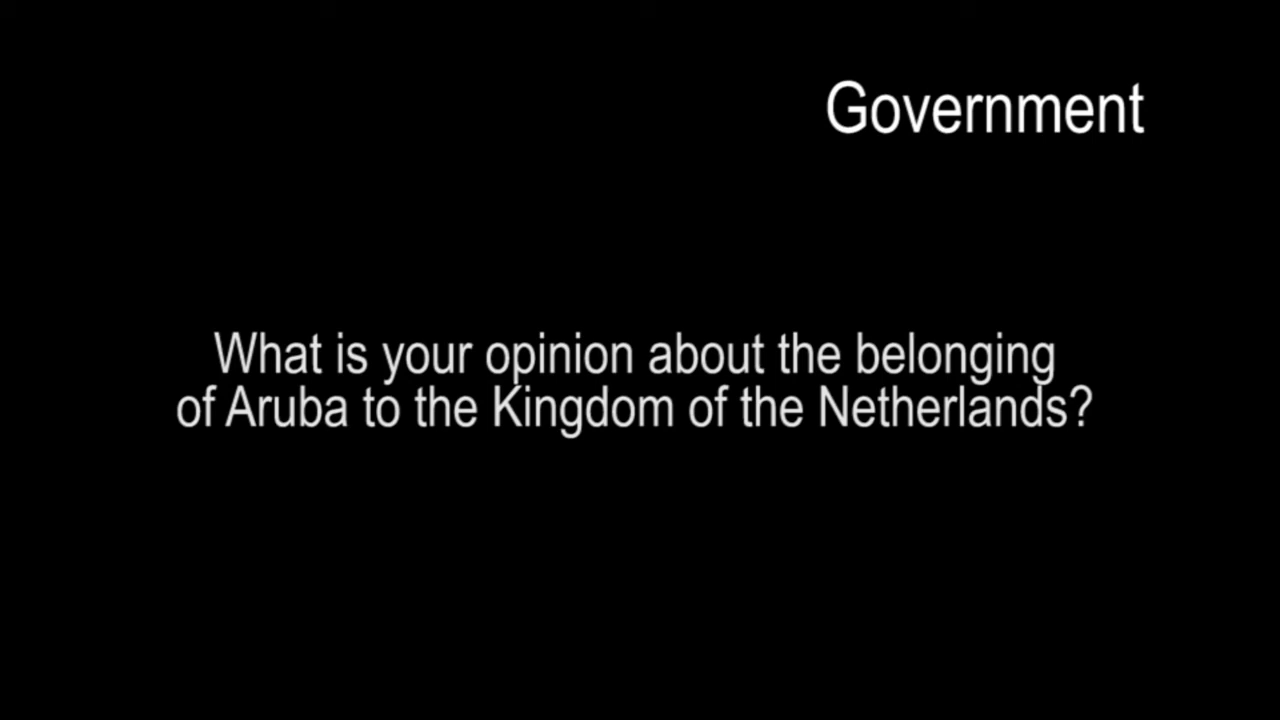 Government
What is your opinion about the belonging
of Aruba to the Kingdom of the Netherlands?